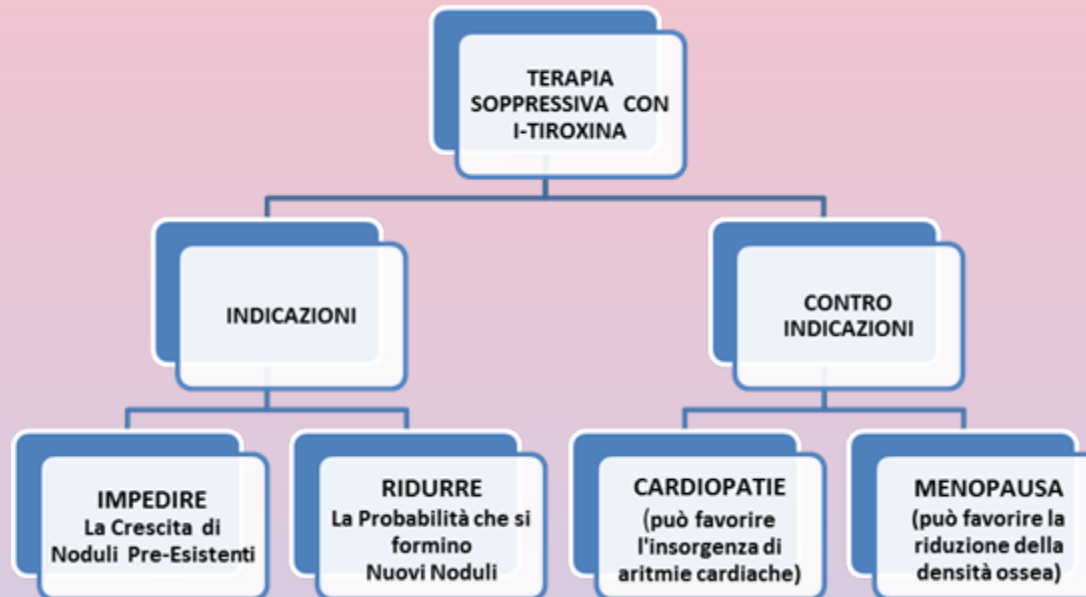 TERAPIA
SOPPRESSIVA CON
I-TIROXINA
INDICAZIONI
CONTRO
INDICAZIONI
IMPEDIRE
La Crescita di
Noduli Pre-Esistenti
RIDURRE
La Probabilità che si
formino
Nuovi Noduli
CARDIOPATIE
(può favorire
l'insorgenza di
aritmie cardiache)
MENOPAUSA
(può favorire la
riduzione della
densità ossea)